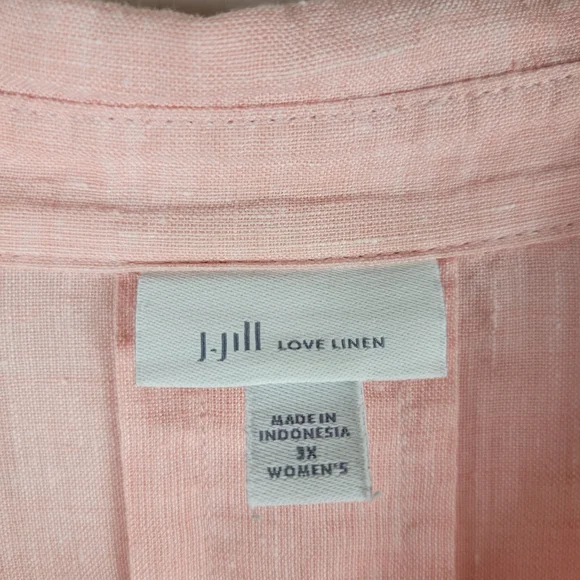 J.Jill LOVE LINEN
MADE IN
INDONESIA
3X
WOMEN'S